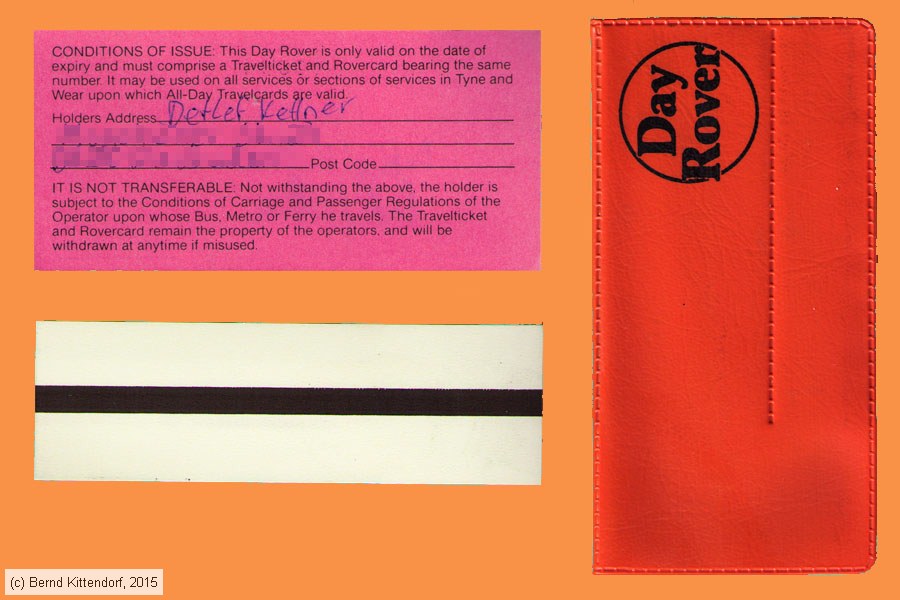 CONDITIONS OF ISSUE: This Day Rover is only valid on the date of
expiry and must comprise a Travelticket and Rovercard bearing the same
number. It may be used on all services or sections of services in Tyne and
Wear upon which All-Day Travelcards are valid.
Holders Address Detlef Kellner
Post Code
IT IS NOT TRANSFERABLE: Not withstanding the above, the holder is
subject to the Conditions of Carriage and Passenger Regulations of the
Operator upon whose Bus, Metro or Ferry he travels. The Travelticket
and Rovercard remain the property of the operators, and will be
withdrawn at anytime if misused.
Day
Rover
(c) Bernd Kittendorf, 2015